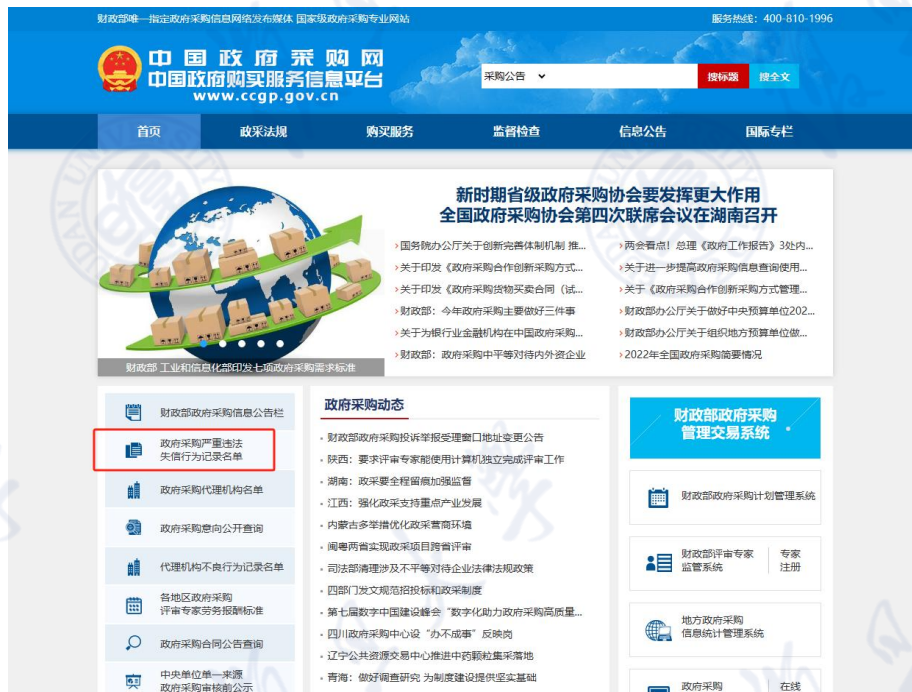 财政部唯一指定政府采购信息网络发布媒体 国家级政府采购专业网站
服务热线：400-810-1996
中国政府采购网
中国政府购买服务信息平台
www.ccgp.gov.cn
采购公告
搜标题 搜全文
首页 政采法规 购买服务 监督检查 信息公告 国际专栏
新时期省级政府采购协会要发挥更大作用
全国政府采购协会第四次联席会议在湖南召开
国务院办公厅关于创新完善体制机制 推...
两会看点！总理《政府工作报告》3处内...
关于印发《政府采购合作创新采购方式...
关于进一步提高政府采购信息查询使用...
关于印发《政府采购货物买卖合同（试...
关于《政府采购合作创新采购方式管理...
财政部：今年政府采购主要做好三件事
财政部办公厅关于做好中央预算单位202...
关于为银行业金融机构在中国政府采购...
财政部办公厅关于组织地方预算单位做...
财政部：政府采购中平等对待内外资企业
2022年全国政府采购简要情况
财政部 工业和信息化部印发七项政府采购需求标准
财政部政府采购信息公告栏
政府采购严重违法
失信行为记录名单
政府采购代理机构名单
政府采购意向公开查询
代理机构不良行为记录名单
各地区政府采购
评审专家劳务报酬标准
政府采购合同公告查询
中央单位单一来源
政府采购审核前公示
政府采购动态
财政部政府采购投诉举报受理窗口地址变更公告
陕西：要求评审专家能使用计算机独立完成评审工作
湖南：政采要全程留痕加强监督
江西：强化政采支持重点产业发展
内蒙古多举措优化政采营商环境
闽粤两省实现政采项目跨省评审
司法部清理涉及不平等对待企业法律法规政策
四部门发文规范招投标和政采制度
第七届数字中国建设峰会“数字化助力政府采购高质量...
四川政府采购中心设“办不成事”反映岗
辽宁公共资源交易中心推进中药颗粒集采落地
青海：做好调查研究 为制度建设提供坚实基础
财政部政府采购
管理交易系统
财政部政府采购计划管理系统
财政部评审专家
监管系统
专家
注册
地方政府采购
信息统计管理系统
政府采购
在线